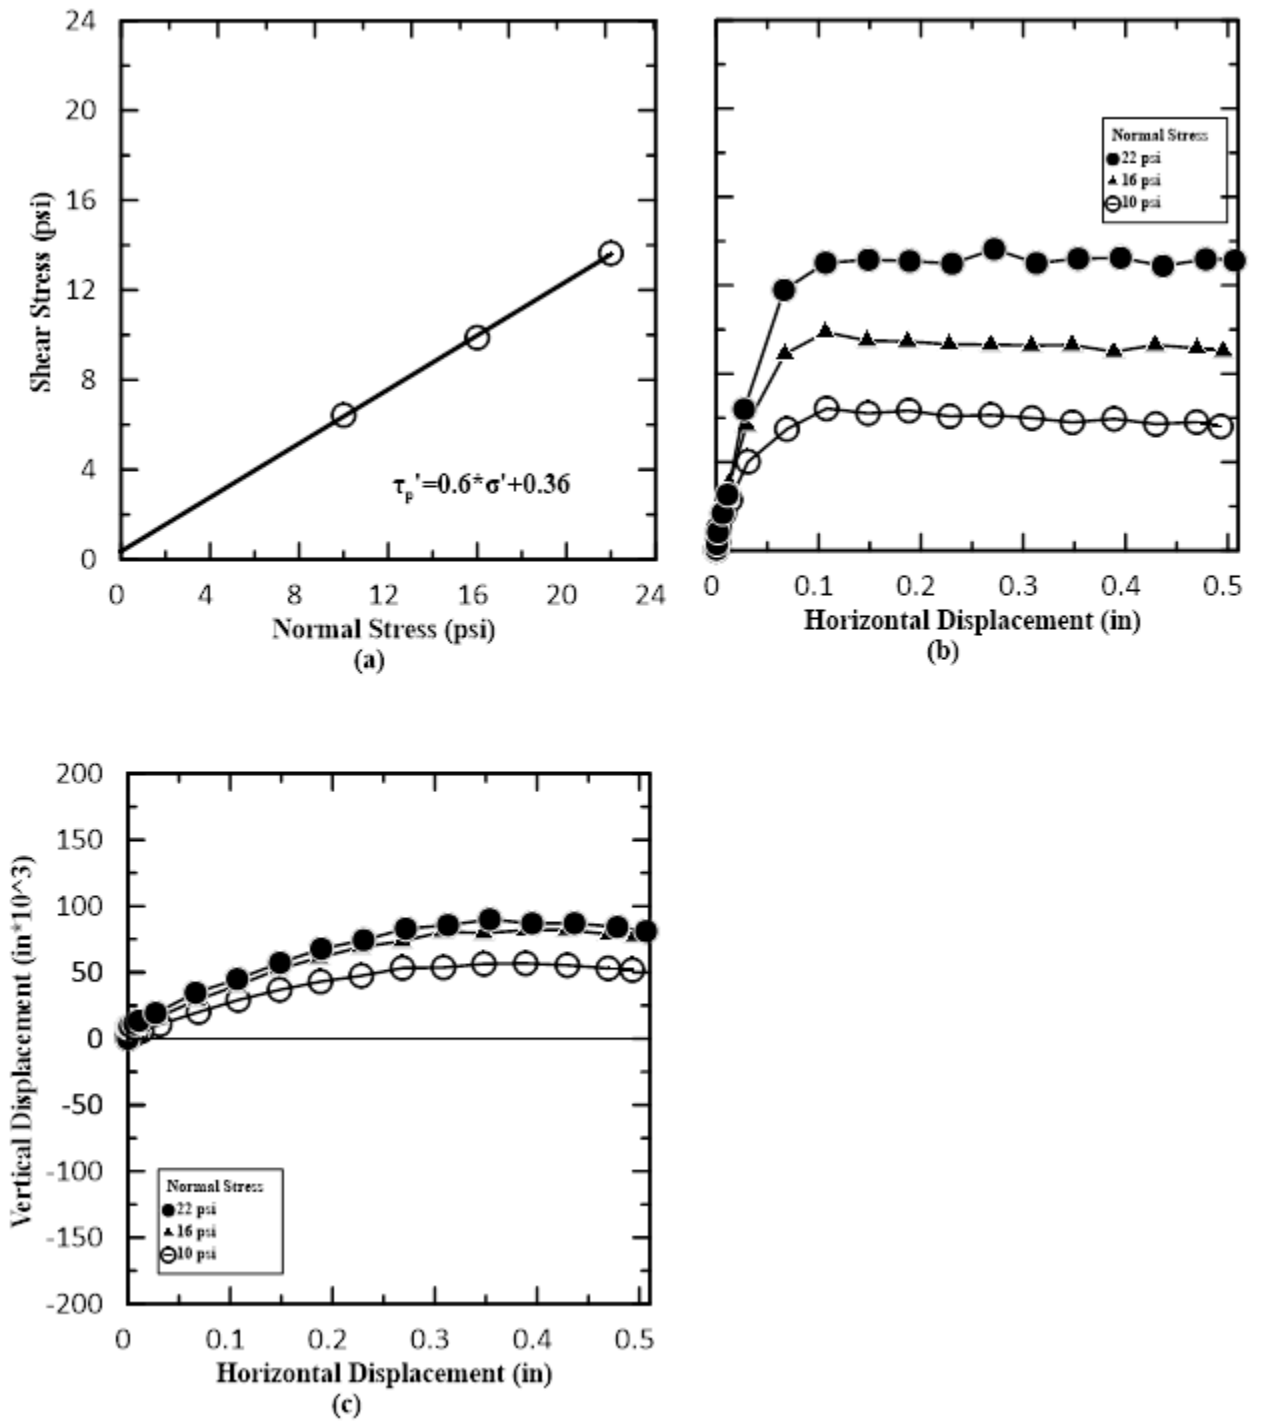 24
20
16
12
8
4
0
Shear Stress (psi)
τp'=0.6*σ'+0.36
0 4 8 12 16 20 24
Normal Stress (psi)
(a)
Normal Stress
22 psi
16 psi
10 psi
0 0.1 0.2 0.3 0.4 0.5
Horizontal Displacement (in)
(b)
200
150
100
50
0
-50
-100
-150
-200
Vertical Displacement (in*10^3)
Normal Stress
22 psi
16 psi
10 psi
0 0.1 0.2 0.3 0.4 0.5
Horizontal Displacement (in)
(c)